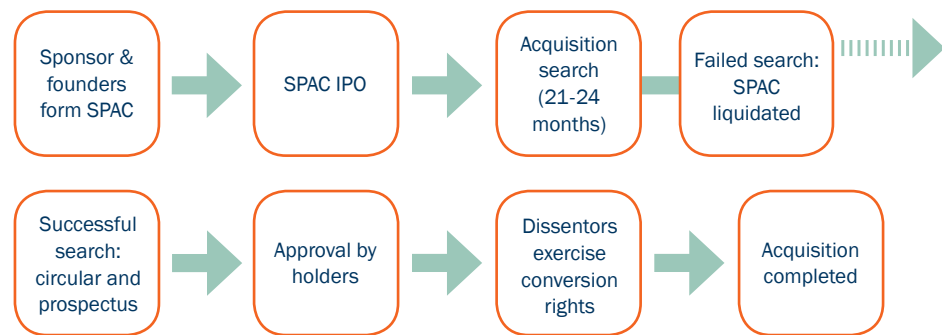 Sponsor &
founders
form SPAC
SPAC IPO
Acquisition
search
(21-24
months)
Failed search:
SPAC
liquidated
Successful
search:
circular and
prospectus
Approval by
holders
Dissentors
exercise
conversion
rights
Acquisition
completed